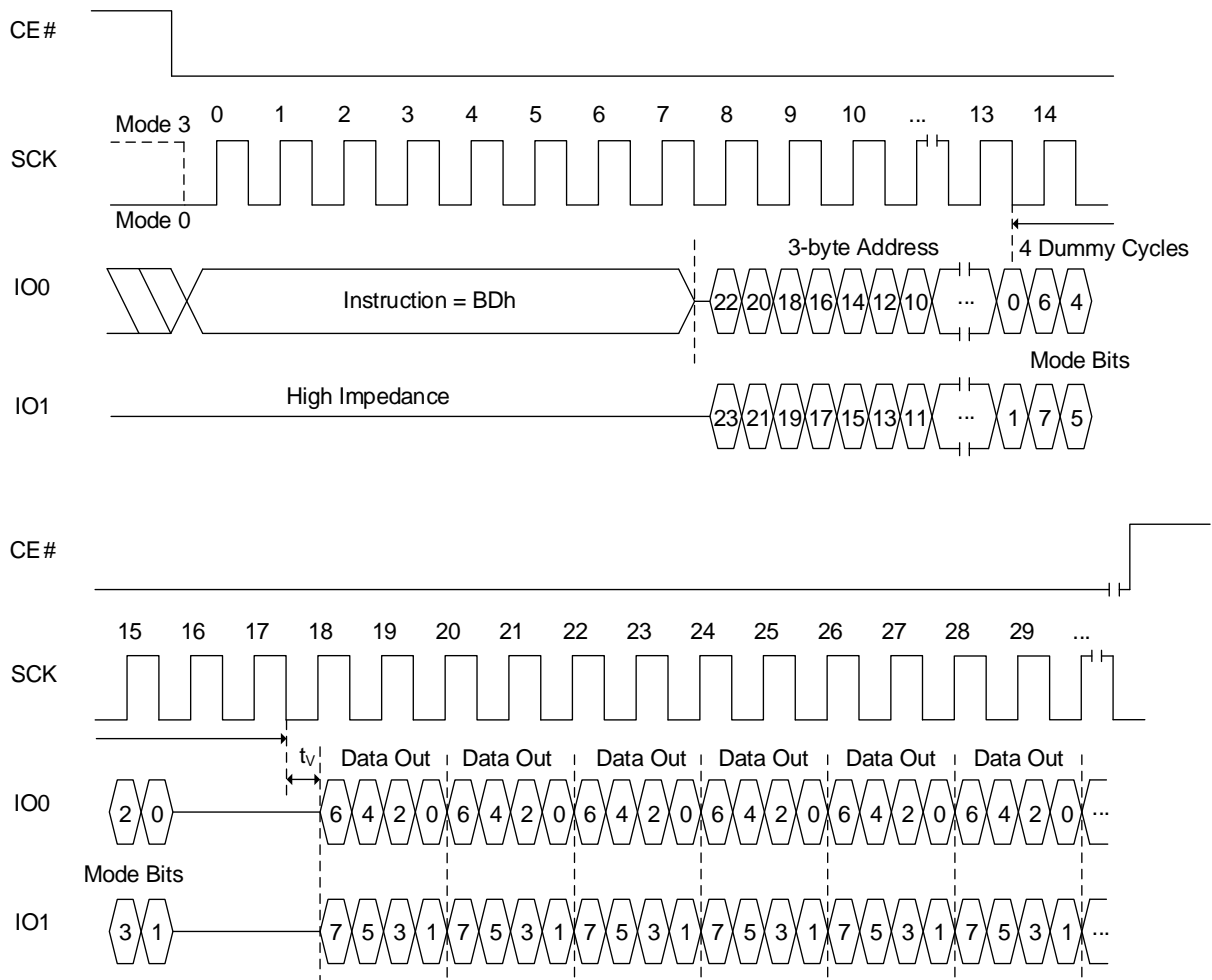 CE#
0 1 2 3 4 5 6 7 8 9 10 ... 13 14
Mode 3
SCK
Mode 0
3-byte Address 4 Dummy Cycles
IO0 Instruction = BDh 22 20 18 16 14 12 10 ... 0 6 4
Mode Bits
IO1 High Impedance 23 21 19 17 15 13 11 ... 1 7 5
CE#
15 16 17 18 19 20 21 22 23 24 25 26 27 28 29 ...
SCK
tV Data Out Data Out Data Out Data Out Data Out Data Out
IO0 2 0 6 4 2 0 6 4 2 0 6 4 2 0 6 4 2 0 6 4 2 0 6 4 2 0 ...
Mode Bits
IO1 3 1 7 5 3 1 7 5 3 1 7 5 3 1 7 5 3 1 7 5 3 1 7 5 3 1 ...